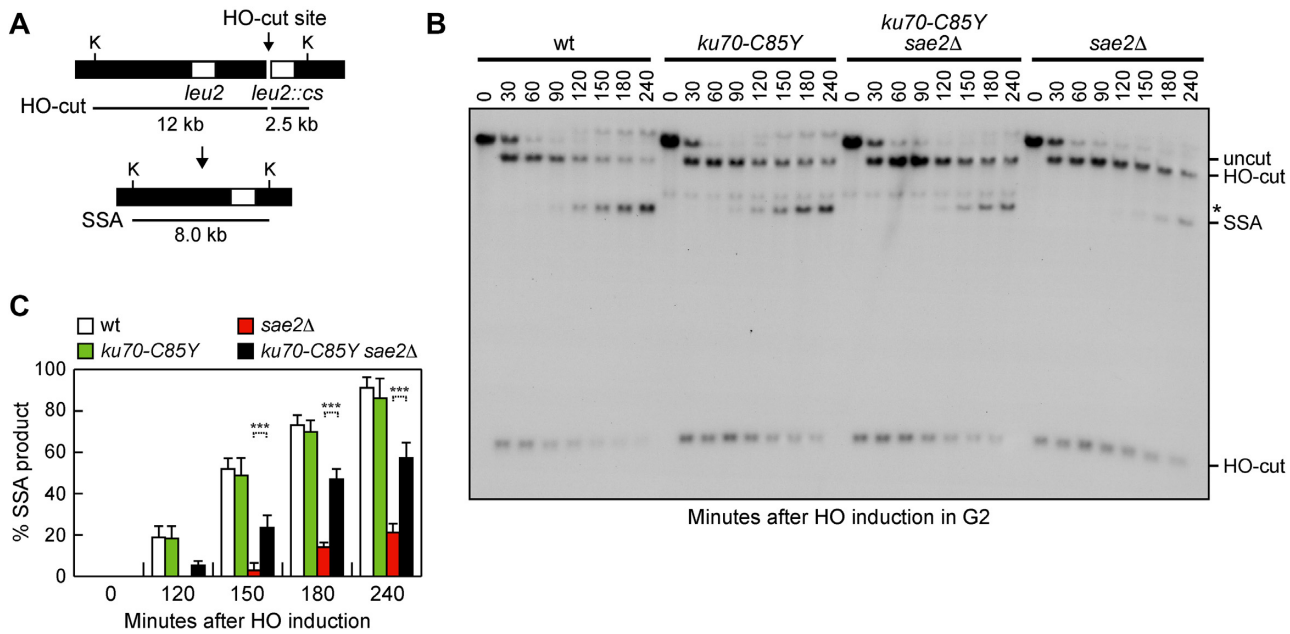 A
HO-cut site
K K
leu2 leu2::cs
HO-cut
12 kb 2.5 kb
K K
SSA
8.0 kb
B
wt ku70-C85Y ku70-C85Y sae2Δ sae2Δ
0 30 60 90 120 150 180 240 0 30 60 90 120 150 180 240 0 30 60 90 120 150 180 240 0 30 60 90 120 150 180 240
uncut
HO-cut
*
SSA
HO-cut
Minutes after HO induction in G2
C
wt sae2Δ
ku70-C85Y ku70-C85Y sae2Δ
% SSA product
100
80
60
40
20
0
*** *** ***
0 120 150 180 240
Minutes after HO induction